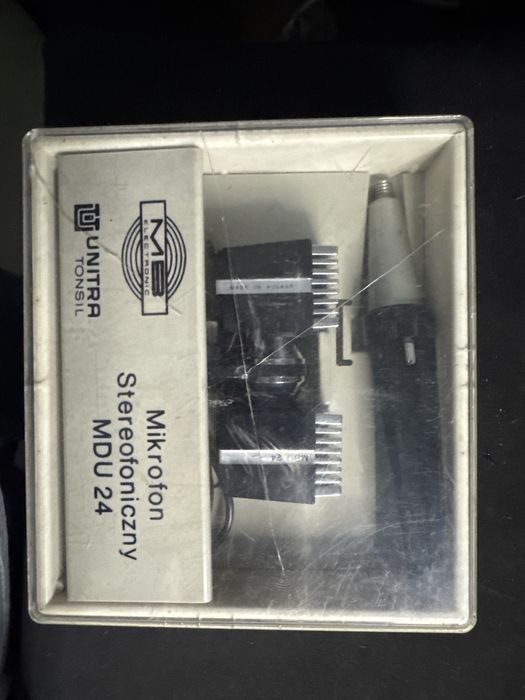 MB
ELECTRONIC
UNITRA
TONSIL
Mikrofon
Stereofoniczny
MDU 24
MADE IN POLAND
MDU 24